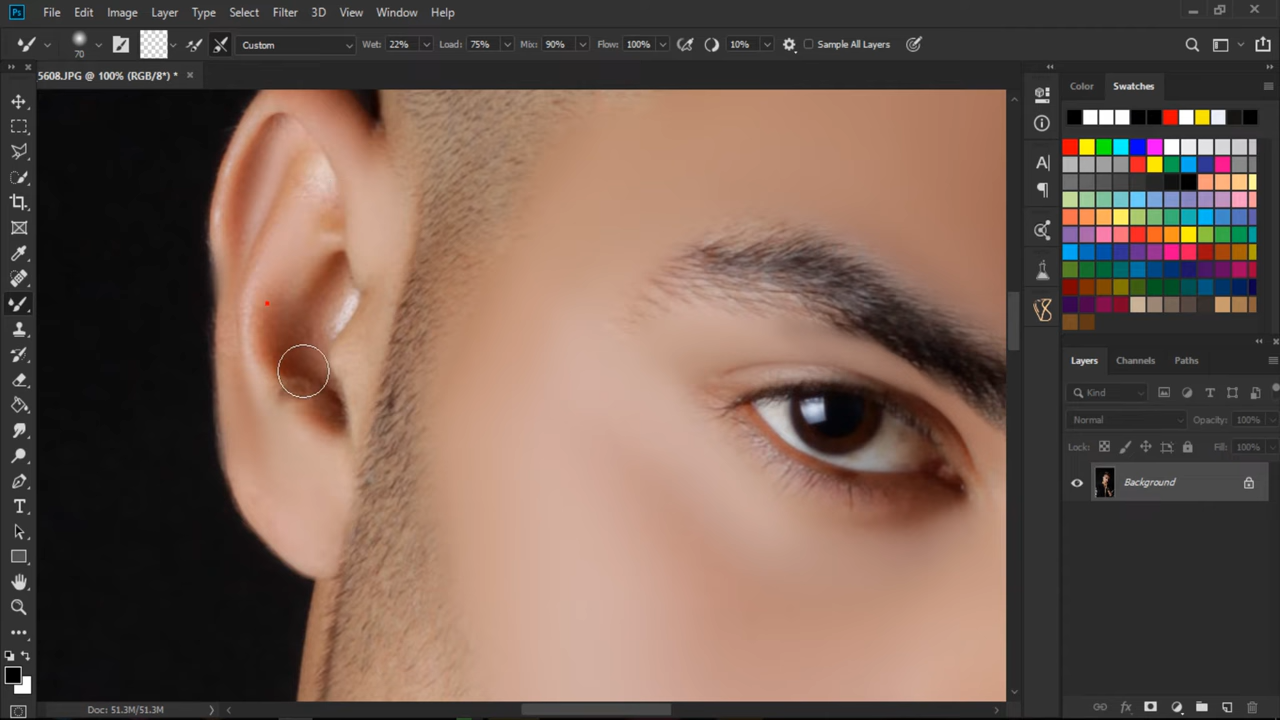 Ps File Edit Image Layer Type Select Filter 3D View Window Help
70 Custom Wet: 22% Load: 75% Mix: 90% Flow: 100% 10% Sample All Layers
5608.JPG @ 100% (RGB/8*) * ×
Color Swatches
Layers Channels Paths
Kind
Normal Opacity: 100%
Lock: Fill: 100%
Background
Doc: 51.3M/51.3M